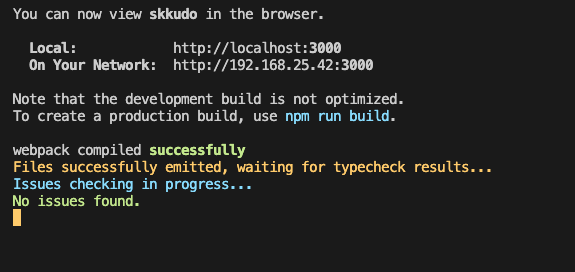 You can now view skkudo in the browser.
Local: http://localhost:3000
On Your Network: http://192.168.25.42:3000
Note that the development build is not optimized.
To create a production build, use npm run build.
webpack compiled successfully
Files successfully emitted, waiting for typecheck results...
Issues checking in progress...
No issues found.